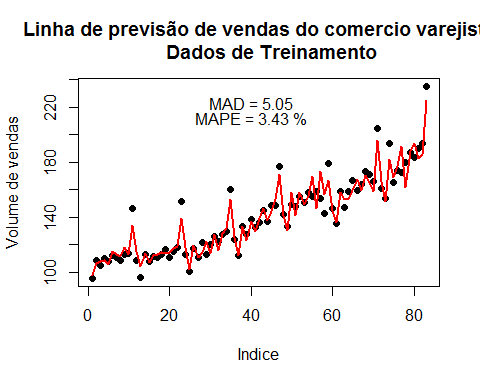 Linha de previsão de vendas do comercio varejist
Dados de Treinamento
MAD = 5.05
MAPE = 3.43 %
Volume de vendas
100
140
180
220
0
20
40
60
80
Indice